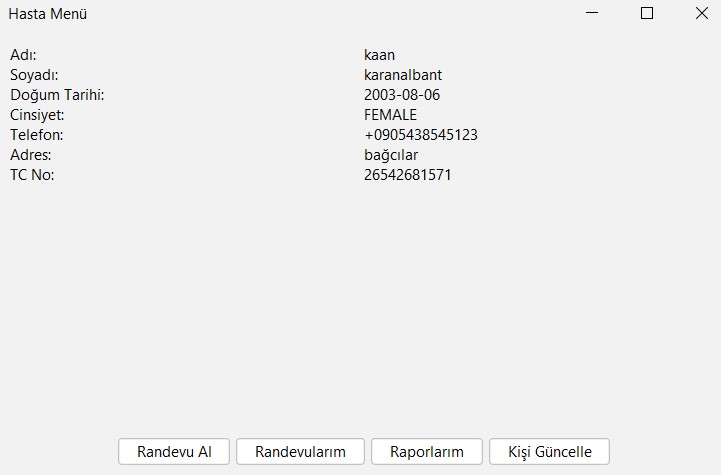 Hasta Menü
Adı: kaan
Soyadı: karanalbant
Doğum Tarihi: 2003-08-06
Cinsiyet: FEMALE
Telefon: +0905438545123
Adres: bağcılar
TC No: 26542681571
Randevu Al Randevularım Raporlarım Kişi Güncelle